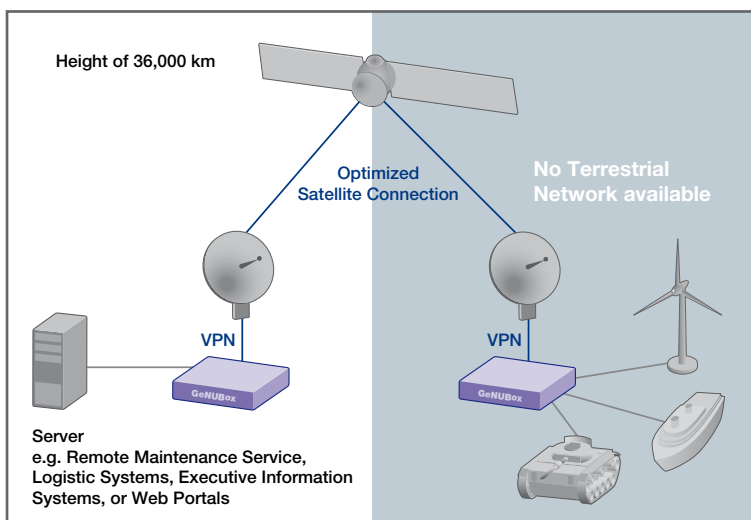 Height of 36,000 km
Optimized
Satellite Connection
No Terrestrial
Network available
VPN
VPN
GeNUBox
GeNUBox
Server
e.g. Remote Maintenance Service,
Logistic Systems, Executive Information
Systems, or Web Portals